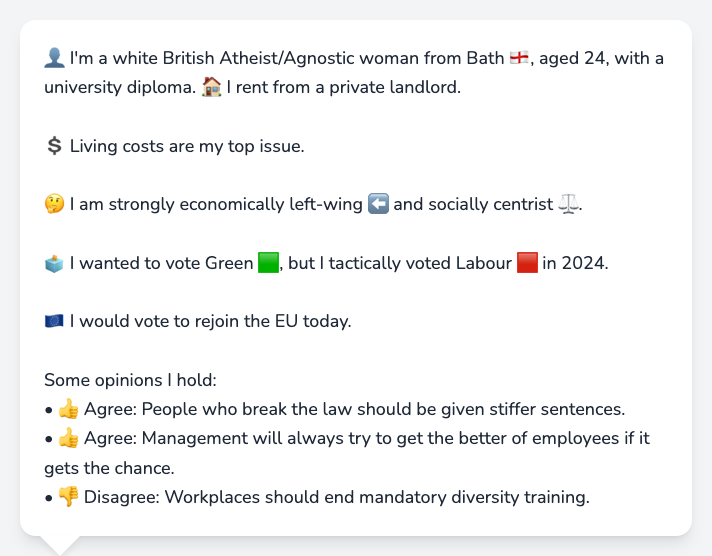 👤 I'm a white British Atheist/Agnostic woman from Bath 🏴󠁧󠁢󠁥󠁮󠁧󠁿, aged 24, with a
university diploma. 🏠 I rent from a private landlord.
💲 Living costs are my top issue.
🤔 I am strongly economically left-wing ⬅️ and socially centrist ⚖️.
🗳️ I wanted to vote Green 🟩, but I tactically voted Labour 🟥 in 2024.
🇪🇺 I would vote to rejoin the EU today.
Some opinions I hold:
• 👍 Agree: People who break the law should be given stiffer sentences.
• 👍 Agree: Management will always try to get the better of employees if it
gets the chance.
• 👎 Disagree: Workplaces should end mandatory diversity training.